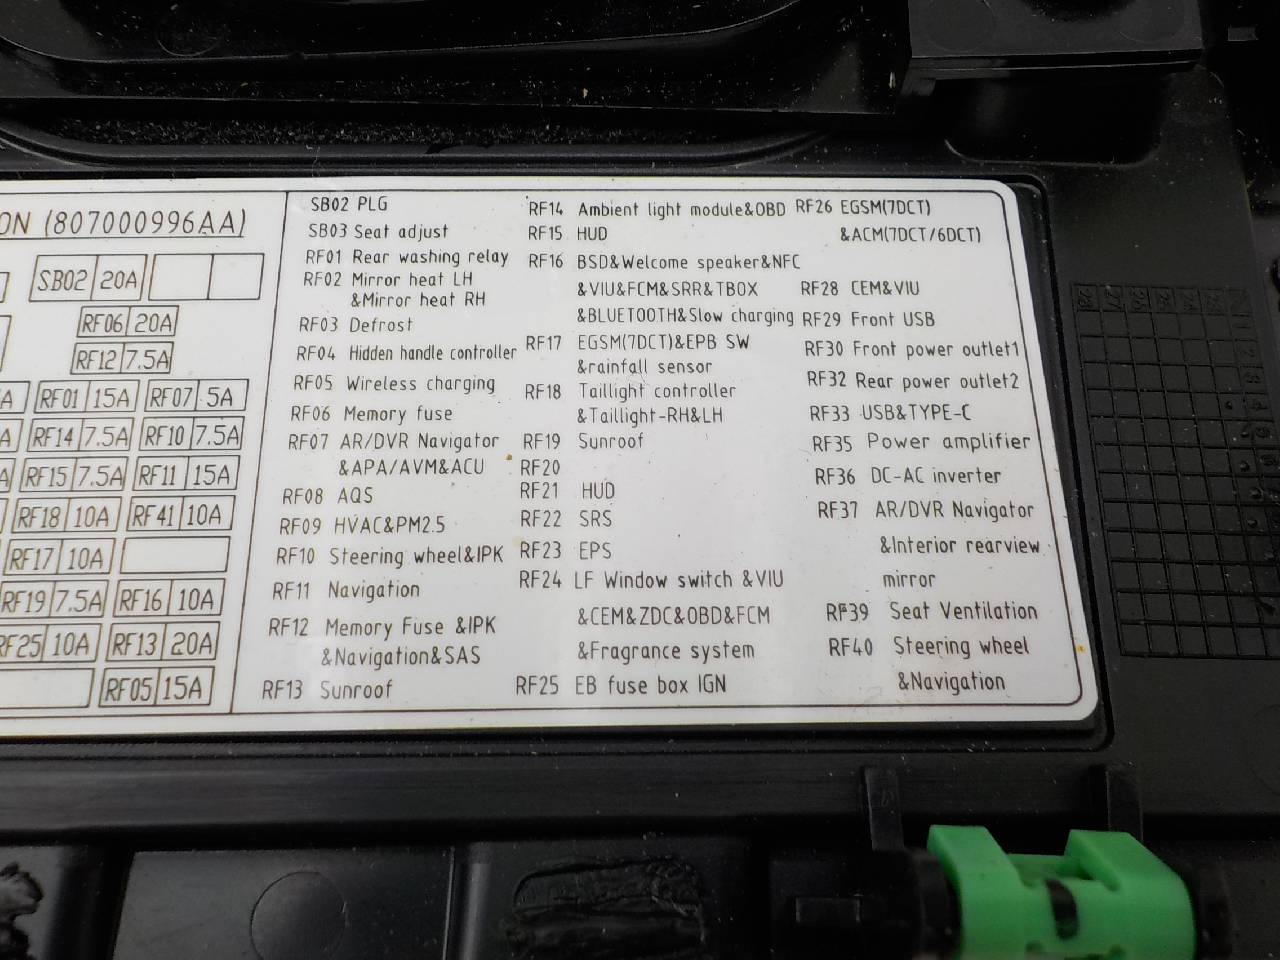 ON (807000996AA)
SB02 20A
RF06 20A
RF12 7.5A
A RF01 15A RF07 5A
A RF14 7.5A RF10 7.5A
A RF15 7.5A RF11 15A
RF18 10A RF41 10A
RF17 10A
RF19 7.5A RF16 10A
RF25 10A RF13 20A
RF05 15A
SB02 PLG
SB03 Seat adjust
RF01 Rear washing relay
RF02 Mirror heat LH
&Mirror heat RH
RF03 Defrost
RF04 Hidden handle controller
RF05 Wireless charging
RF06 Memory fuse
RF07 AR/DVR Navigator
&APA/AVM&ACU
RF08 AQS
RF09 HVAC&PM2.5
RF10 Steering wheel&IPK
RF11 Navigation
RF12 Memory Fuse &IPK
&Navigation&SAS
RF13 Sunroof
RF14 Ambient light module&OBD
RF15 HUD
RF16 BSD&Welcome speaker&NFC
&VIU&FCM&SRR&TBOX
&BLUETOOTH&Slow charging
RF17 EGSM(7DCT)&EPB SW
&rainfall sensor
RF18 Taillight controller
&Taillight-RH&LH
RF19 Sunroof
RF20
RF21 HUD
RF22 SRS
RF23 EPS
RF24 LF Window switch &VIU
&CEM&ZDC&OBD&FCM
&Fragrance system
RF25 EB fuse box IGN
RF26 EGSM(7DCT)
&ACM(7DCT/6DCT)
RF28 CEM&VIU
RF29 Front USB
RF30 Front power outlet1
RF32 Rear power outlet2
RF33 USB&TYPE-C
RF35 Power amplifier
RF36 DC-AC inverter
RF37 AR/DVR Navigator
&Interior rearview
mirror
RF39 Seat Ventilation
RF40 Steering wheel
&Navigation